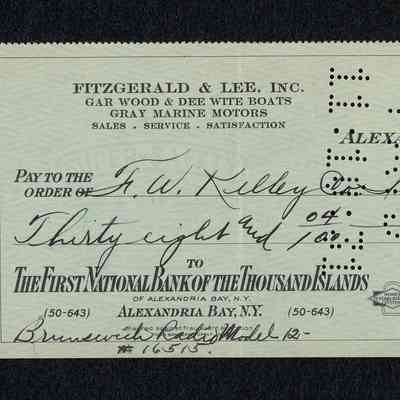 FITZGERALD & LEE, INC.
GAR WOOD & DEE WITE BOATS
GRAY MARINE MOTORS
SALES - SERVICE - SATISFACTION
ALEXA
PAY TO THE
ORDER OF F. W. Kelley
Thirty eight and 04/100
TO
THE FIRST NATIONAL BANK OF THE THOUSAND ISLANDS
OF ALEXANDRIA BAY, N.Y.
(50-643) ALEXANDRIA BAY, N.Y. (50-643)
Brunswick Radio Model 12-
# 16515.